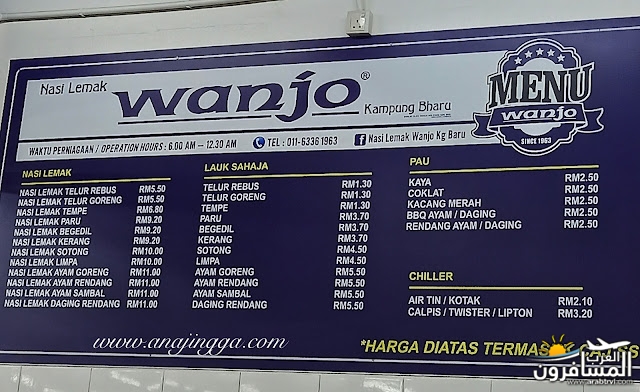 Nasi Lemak
wanjo®
Kampung Bharu
MENU
wanjo
SINCE 1963
WAKTU PERNIAGAAN / OPERATION HOURS : 6.00 AM – 12.30 AM
TEL : 011-6336 1963
Nasi Lemak Wanjo Kg Baru
NASI LEMAK
NASI LEMAK TELUR REBUS RM5.50
NASI LEMAK TELUR GORENG RM5.50
NASI LEMAK TEMPE RM6.80
NASI LEMAK PARU RM9.20
NASI LEMAK BEGEDIL RM9.20
NASI LEMAK KERANG RM9.20
NASI LEMAK SOTONG RM10.00
NASI LEMAK LIMPA RM10.00
NASI LEMAK AYAM GORENG RM11.00
NASI LEMAK AYAM RENDANG RM11.00
NASI LEMAK AYAM SAMBAL RM11.00
NASI LEMAK DAGING RENDANG RM11.00
LAUK SAHAJA
TELUR REBUS RM1.30
TELUR GORENG RM1.30
TEMPE RM1.30
PARU RM3.70
BEGEDIL RM3.70
KERANG RM3.70
SOTONG RM4.50
LIMPA RM4.50
AYAM GORENG RM5.50
AYAM RENDANG RM5.50
AYAM SAMBAL RM5.50
DAGING RENDANG RM5.50
PAU
KAYA RM2.50
COKLAT RM2.50
KACANG MERAH RM2.50
BBQ AYAM / DAGING RM2.50
RENDANG AYAM / DAGING RM2.50
CHILLER
AIR TIN / KOTAK RM2.10
CALPIS / TWISTER / LIPTON RM3.20
www.anajingga.com
*HARGA DIATAS TERMASUK
العرب
المسافرون
www.arabtrvl.com